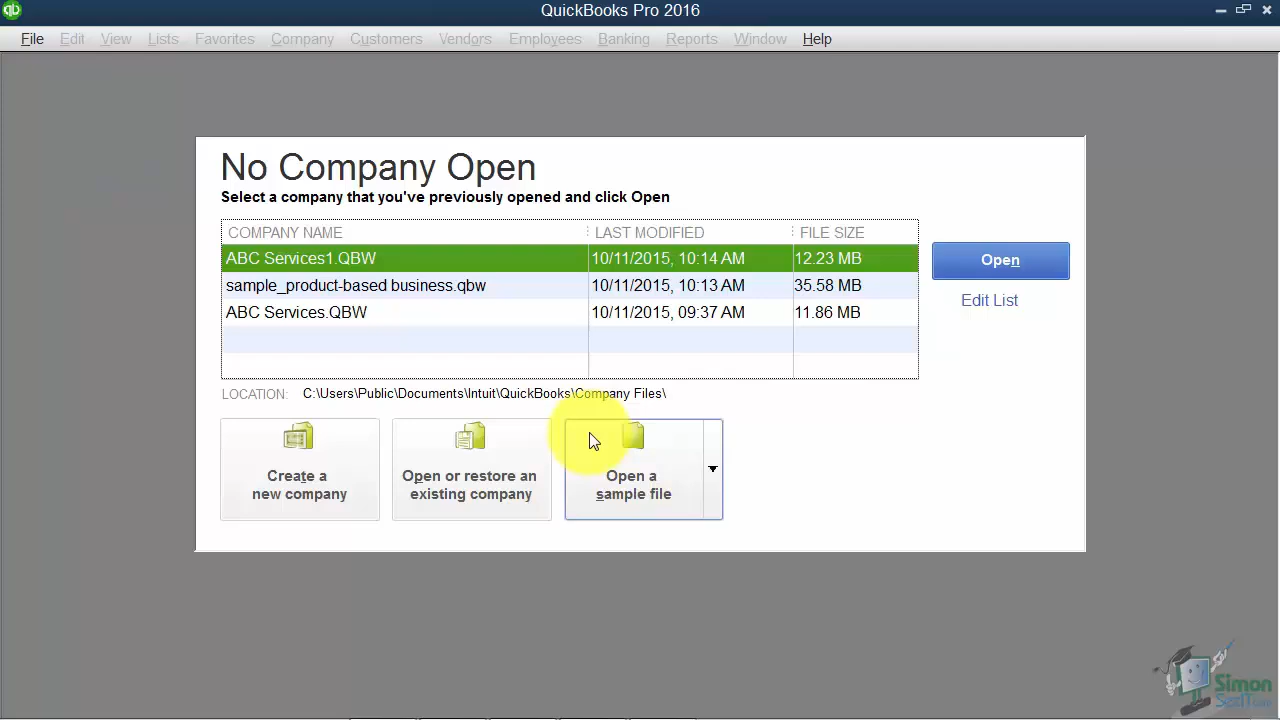 qb
QuickBooks Pro 2016
File Edit View Lists Favorites Company Customers Vendors Employees Banking Reports Window Help
No Company Open
Select a company that you've previously opened and click Open
COMPANY NAME LAST MODIFIED FILE SIZE
ABC Services1.QBW 10/11/2015, 10:14 AM 12.23 MB
sample_product-based business.qbw 10/11/2015, 10:13 AM 35.58 MB
ABC Services.QBW 10/11/2015, 09:37 AM 11.86 MB
Open
Edit List
LOCATION: C:\Users\Public\Documents\Intuit\QuickBooks\Company Files\
Create a
new company
Open or restore an
existing company
Open a
sample file
Simon